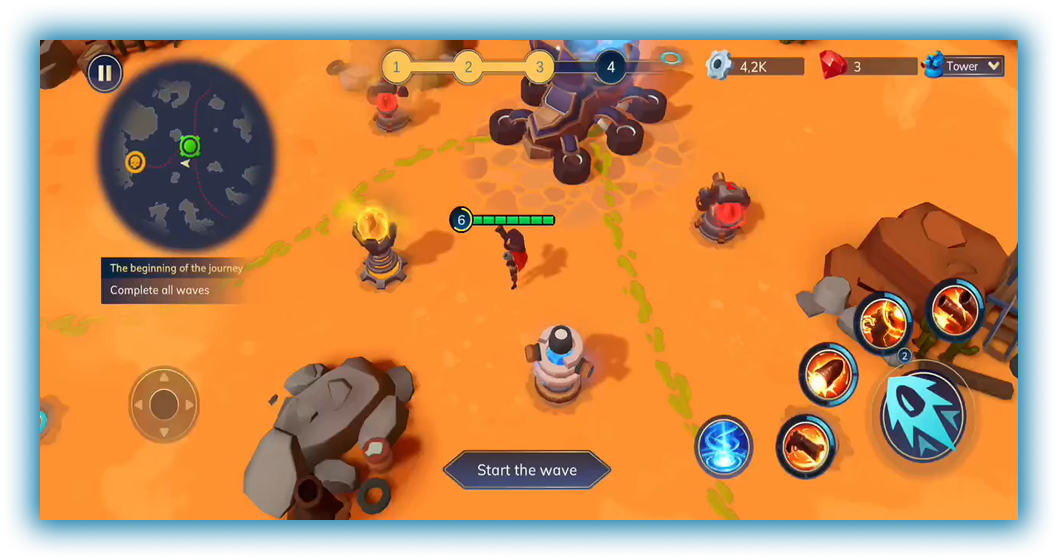 1 2 3 4
4,2K
3
Tower
6
The beginning of the journey
Complete all waves
2
Start the wave